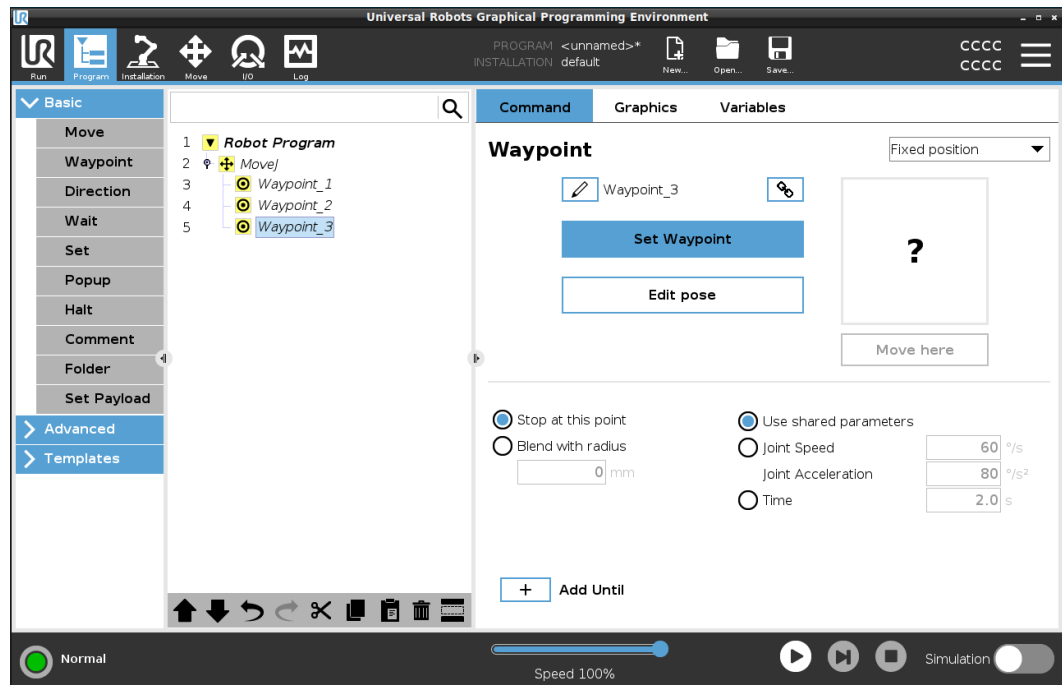 Universal Robots Graphical Programming Environment
UR
Run
Program
Installation
Move
I/O
Log
PROGRAM <unnamed>*
INSTALLATION default
New...
Open...
Save...
CCCC
CCCC
Basic
Move
Waypoint
Direction
Wait
Set
Popup
Halt
Comment
Folder
Set Payload
Advanced
Templates
1 Robot Program
2 MoveJ
3 Waypoint_1
4 Waypoint_2
5 Waypoint_3
Command Graphics Variables
Waypoint
Fixed position
Waypoint_3
Set Waypoint
Edit pose
?
Move here
Stop at this point
Blend with radius
0 mm
Use shared parameters
Joint Speed 60 °/s
Joint Acceleration 80 °/s²
Time 2.0 s
+ Add Until
Normal
Speed 100%
Simulation